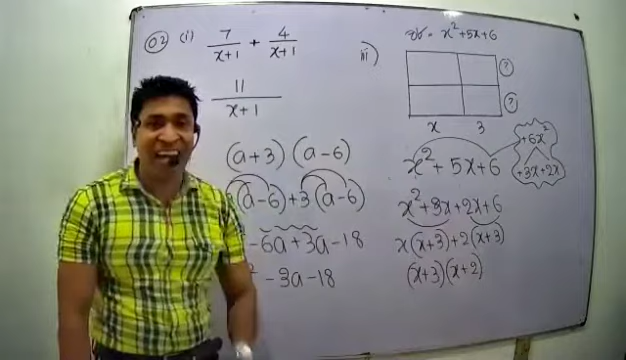 02 (i) 7/(x+1) + 4/(x+1)
11/(x+1)
(a+3) (a-6)
(a-6)+3(a-6)
-6a+3a-18
-3a-18
iii) x²+5x+6
?
?
x 3
x² + 5x + 6
+6x²
+3x+2x
x² + 3x + 2x + 6
x(x+3)+2(x+3)
(x+3)(x+2)